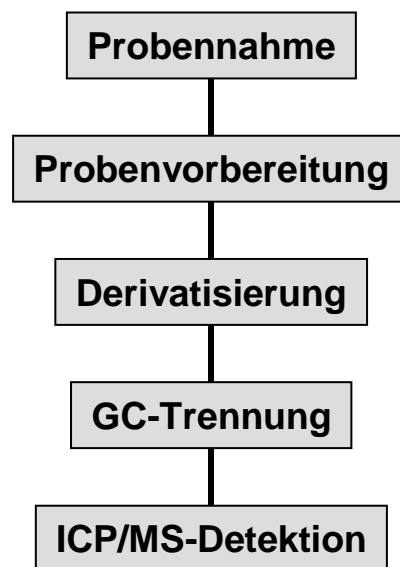 Probennahme
Probenvorbereitung
Derivatisierung
GC-Trennung
ICP/MS-Detektion